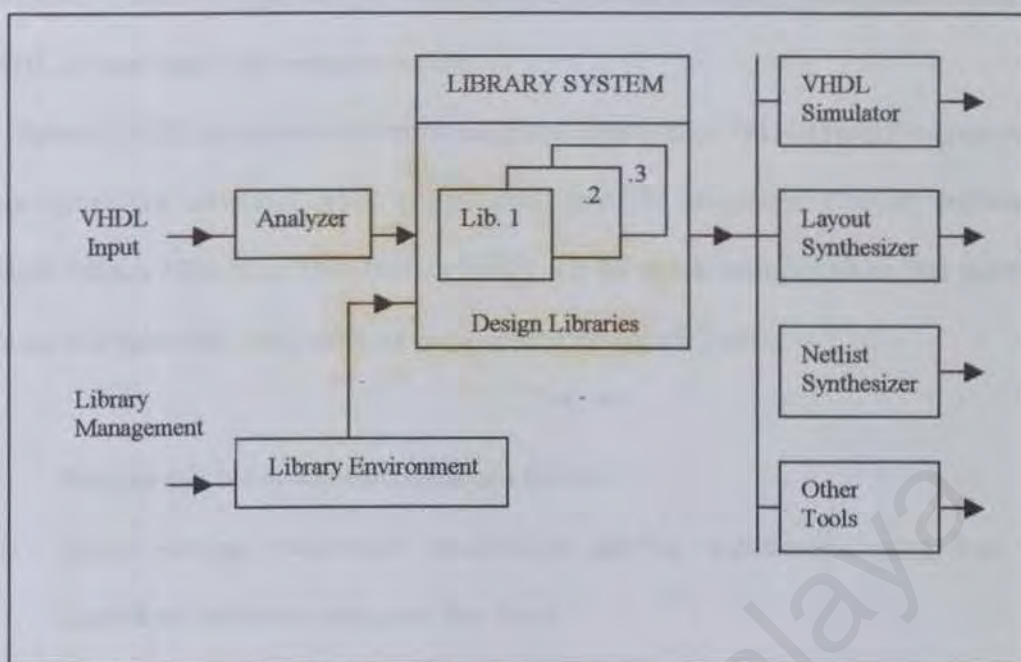 LIBRARY SYSTEM
VHDL
Input
Analyzer
Lib. 1
.2
.3
Design Libraries
Library
Management
Library Environment
VHDL
Simulator
Layout
Synthesizer
Netlist
Synthesizer
Other
Tools
alaya